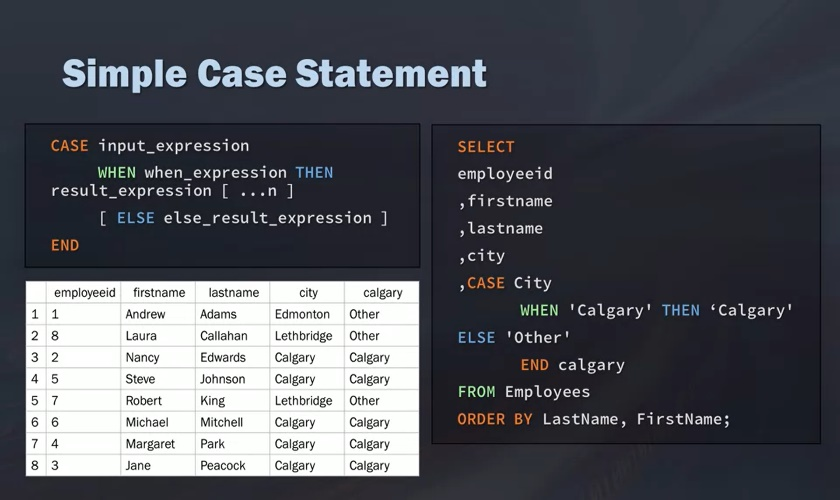 Simple Case Statement
CASE input_expression
WHEN when_expression THEN
result_expression [ ...n ]
[ ELSE else_result_expression ]
END
employeeid firstname lastname city calgary
1 1 Andrew Adams Edmonton Other
2 8 Laura Callahan Lethbridge Other
3 2 Nancy Edwards Calgary Calgary
4 5 Steve Johnson Calgary Calgary
5 7 Robert King Lethbridge Other
6 6 Michael Mitchell Calgary Calgary
7 4 Margaret Park Calgary Calgary
8 3 Jane Peacock Calgary Calgary
SELECT
employeeid
,firstname
,lastname
,city
,CASE City
WHEN 'Calgary' THEN ‘Calgary'
ELSE 'Other'
END calgary
FROM Employees
ORDER BY LastName, FirstName;